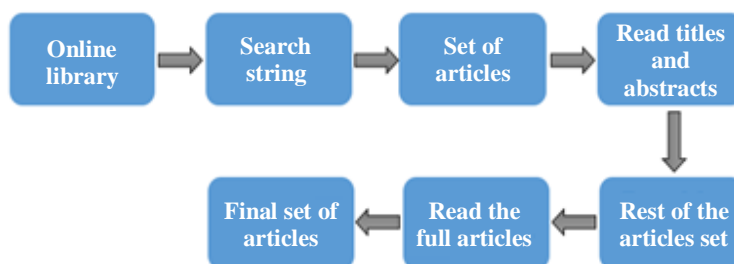 Online
library
Search
string
Set of
articles
Read titles
and
abstracts
Rest of the
articles set
Read the
full articles
Final set of
articles